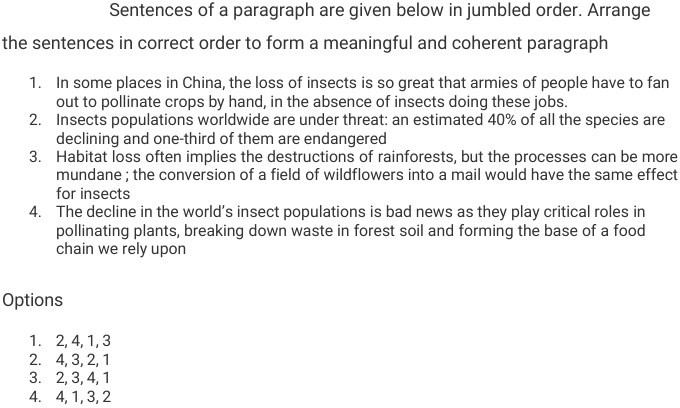 Sentences of a paragraph are given below in jumbled order. Arrange
the sentences in correct order to form a meaningful and coherent paragraph
1. In some places in China, the loss of insects is so great that armies of people have to fan
out to pollinate crops by hand, in the absence of insects doing these jobs.
2. Insects populations worldwide are under threat: an estimated 40% of all the species are
declining and one-third of them are endangered
3. Habitat loss often implies the destructions of rainforests, but the processes can be more
mundane ; the conversion of a field of wildflowers into a mail would have the same effect
for insects
4. The decline in the world's insect populations is bad news as they play critical roles in
pollinating plants, breaking down waste in forest soil and forming the base of a food
chain we rely upon
Options
1. 2, 4, 1, 3
2. 4, 3, 2, 1
3. 2, 3, 4, 1
4. 4, 1, 3, 2